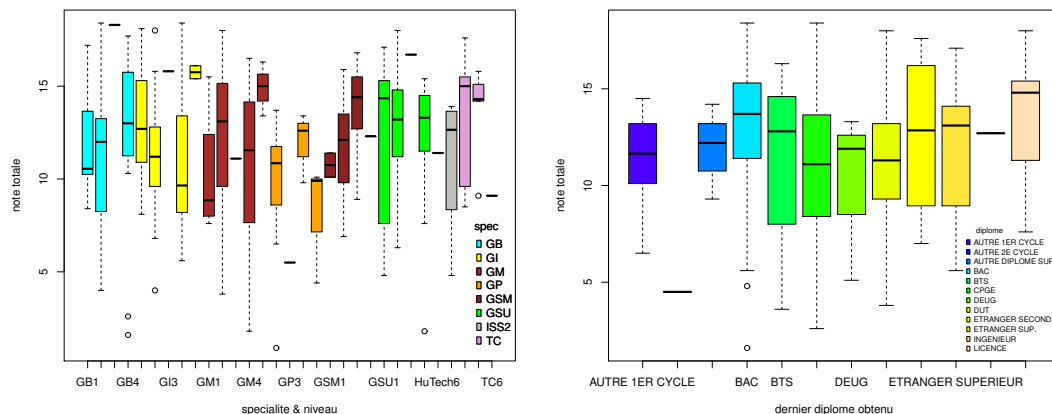 note totale
15
10
5
GB1 GB4 GI3 GM1 GM4 GP3 GSM1 GSU1 HuTech6 TC6
specialite & niveau
spec
GB
GI
GM
GP
GSM
GSU
ISS2
TC
note totale
15
10
5
AUTRE 1ER CYCLE BAC BTS DEUG ETRANGER SUPERIEUR
dernier diplome obtenu
diplome
AUTRE 1ER CYCLE
AUTRE 2E CYCLE
AUTRE DIPLOME SUP
BAC
BTS
CPGE
DEUG
DUT
ETRANGER SECOND
ETRANGER SUP.
INGENIEUR
LICENCE